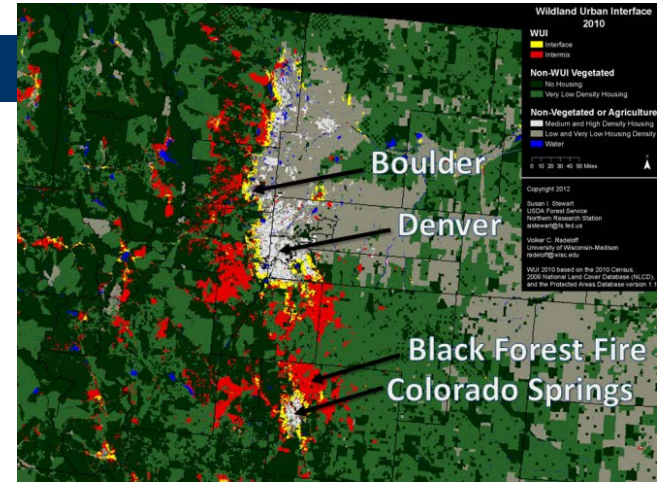 Wildland Urban Interface
2010
WUI
Interface
Intermix
Non-WUI Vegetated
No Housing
Very Low Density Housing
Non-Vegetated or Agriculture
Medium and High Density Housing
Low and Very Low Housing Density
Water
0 10 20 30 40 50 Miles
N
Copyright 2012
Susan I. Stewart
USDA Forest Service
Northern Research Station
sistewart@fs.fed.us
Volker C. Radeloff
University of Wisconsin-Madison
radeloff@wisc.edu
WUI 2010 based on the 2010 Census,
2006 National Land Cover Database (NLCD),
and the Protected Areas Database version 1.1
Boulder
Denver
Black Forest Fire
Colorado Springs